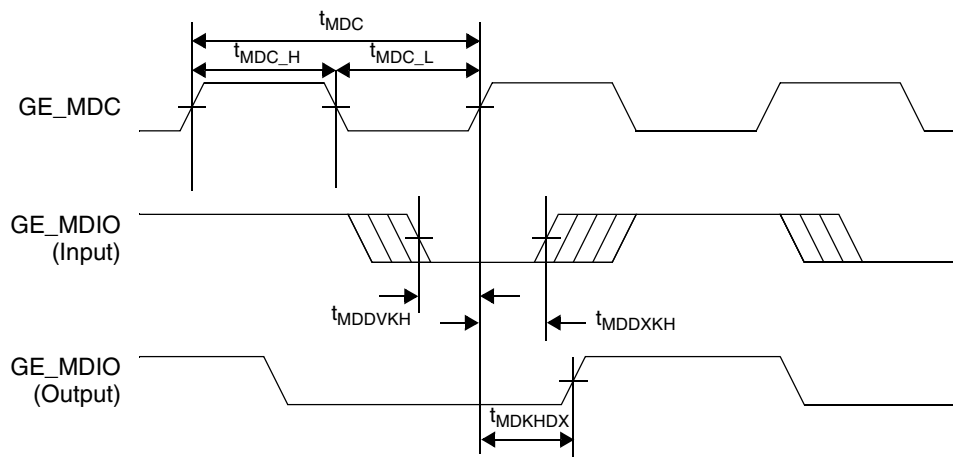 tMDC
tMDC_H
tMDC_L
GE_MDC
GE_MDIO
(Input)
tMDDVKH
tMDDXKH
GE_MDIO
(Output)
tMDKHDX